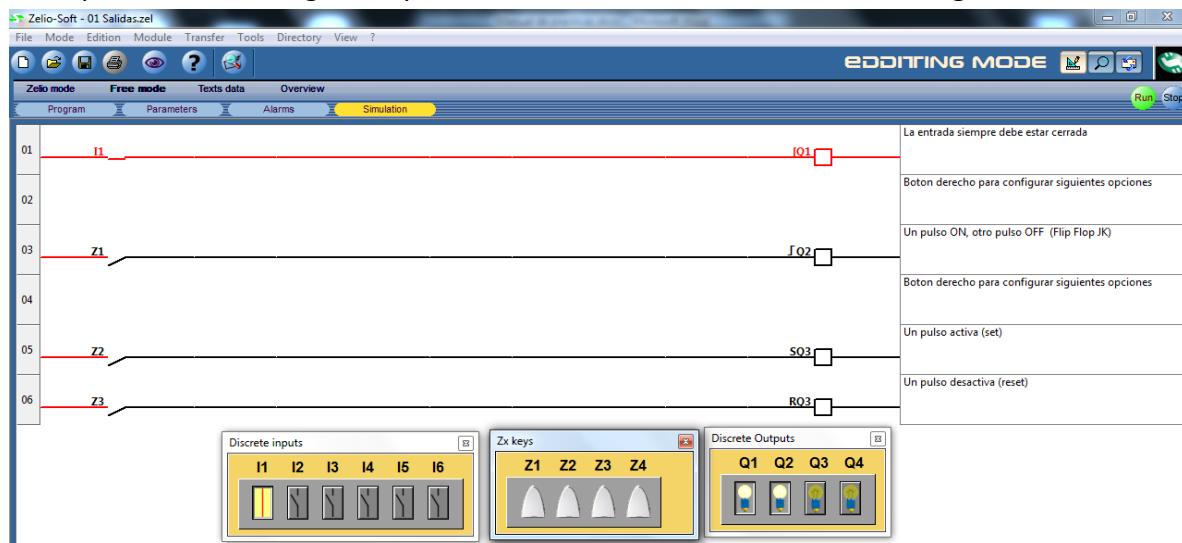 Zelio-Soft - 01 Salidas.zel
File Mode Edition Module Transfer Tools Directory View ?
EDDITING MODE
Zelio mode Free mode Texts data Overview
Run Stop
Program Parameters Alarms Simulation
La entrada siempre debe estar cerrada
01 I1 [Q1
Boton derecho para configurar siguientes opciones
02
Un pulso ON, otro pulso OFF (Flip Flop JK)
03 Z1 ∫Q2
Boton derecho para configurar siguientes opciones
04
Un pulso activa (set)
05 Z2 SQ3
Un pulso desactiva (reset)
06 Z3 RQ3
Discrete inputs
I1 I2 I3 I4 I5 I6
Zx keys
Z1 Z2 Z3 Z4
Discrete Outputs
Q1 Q2 Q3 Q4